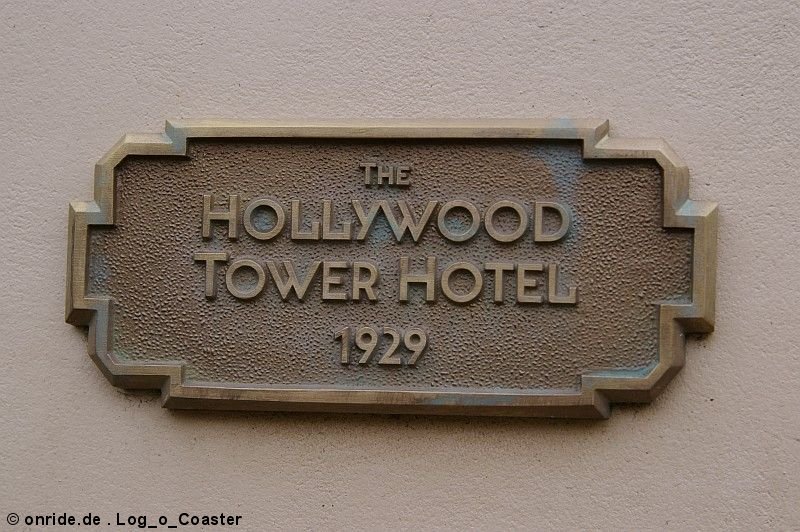 THE
HOLLYWOOD
TOWER HOTEL
1929
© onride.de . Log_o_Coaster